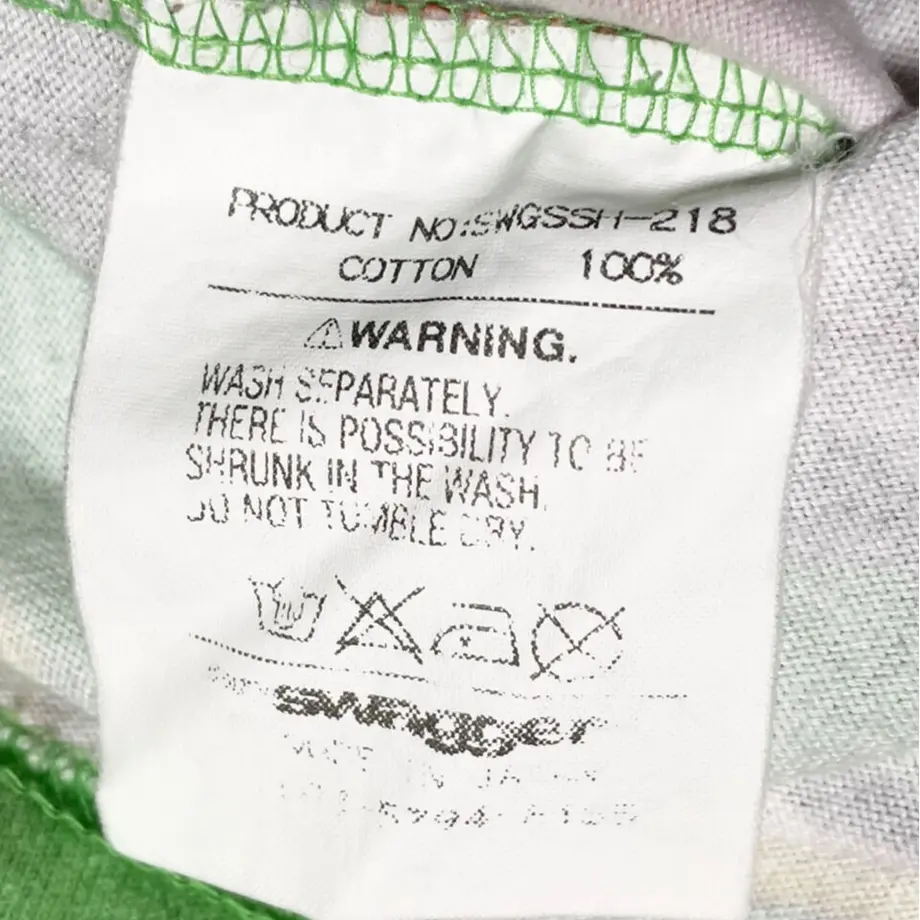 PRODUCT NO:SWGSSH-218
COTTON 100%
WARNING.
WASH SEPARATELY.
THERE IS POSSIBILITY TO BE
SHRUNK IN THE WASH.
DO NOT TUMBLE DRY.
swagger
MADE IN JAPAN